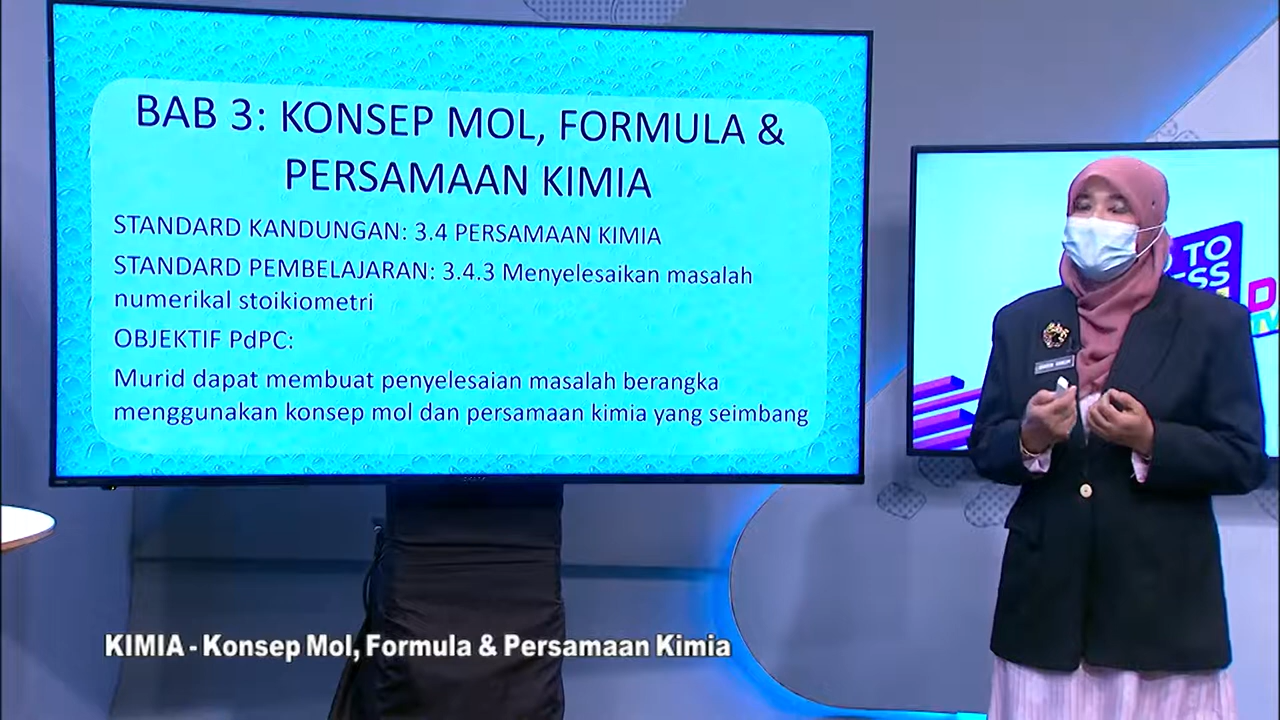 BAB 3: KONSEP MOL, FORMULA &
PERSAMAAN KIMIA
STANDARD KANDUNGAN: 3.4 PERSAMAAN KIMIA
STANDARD PEMBELAJARAN: 3.4.3 Menyelesaikan masalah
numerikal stoikiometri
OBJEKTIF PdPC:
Murid dapat membuat penyelesaian masalah berangka
menggunakan konsep mol dan persamaan kimia yang seimbang
TO
KIMIA - Konsep Mol, Formula & Persamaan Kimia